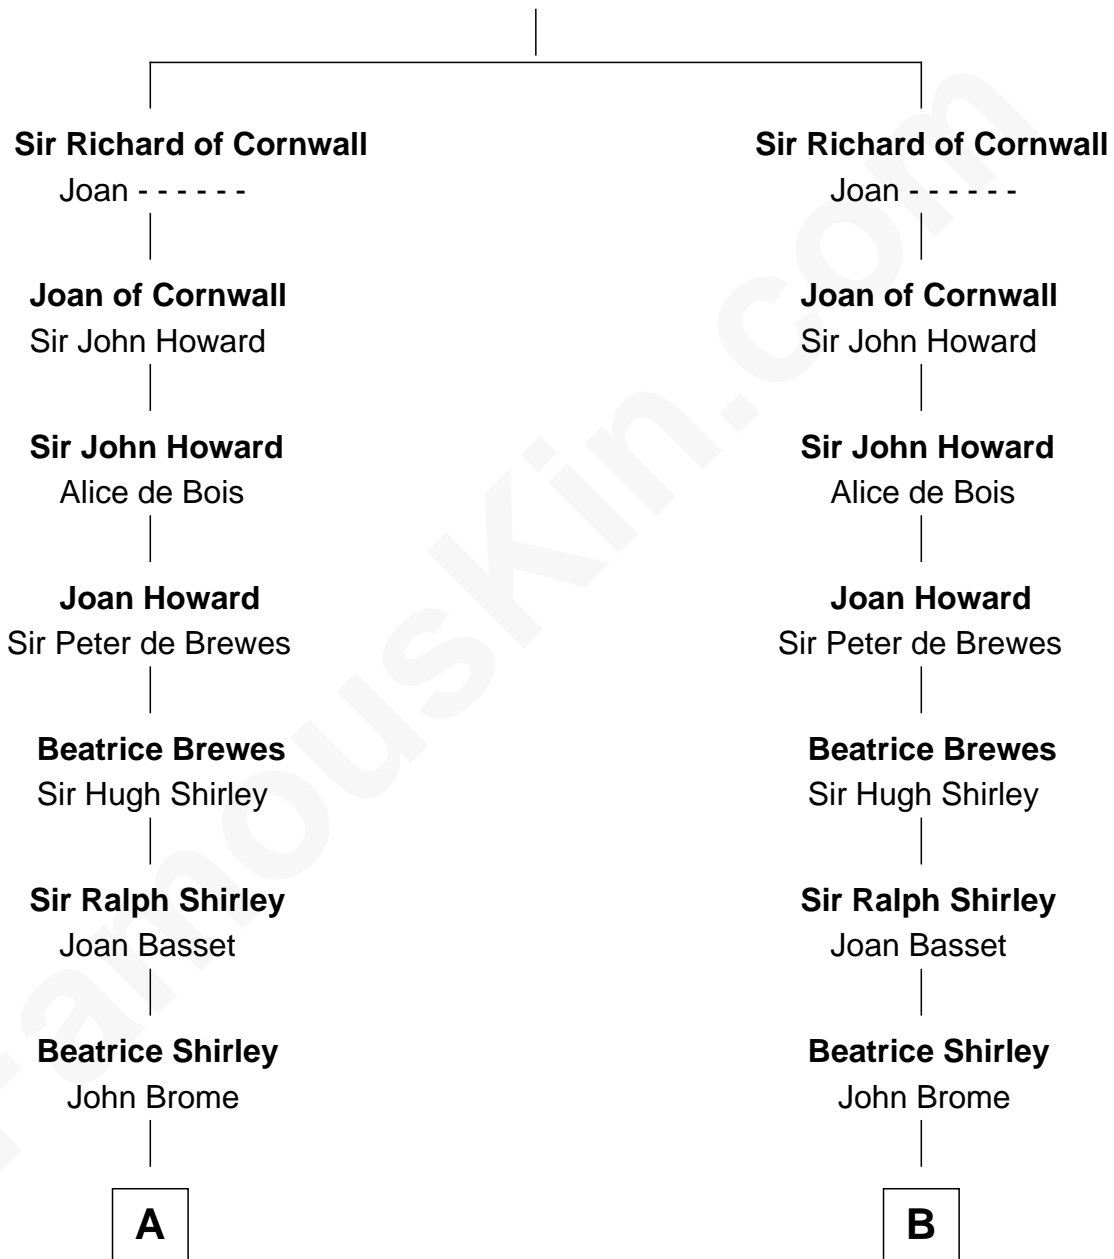 Sir Richard of Cornwall
Joan - - - - - -
Joan of Cornwall
Sir John Howard
Sir John Howard
Alice de Bois
Joan Howard
Sir Peter de Brewes
Beatrice Brewes
Sir Hugh Shirley
Sir Ralph Shirley
Joan Basset
Beatrice Shirley
John Brome
A
Sir Richard of Cornwall
Joan - - - - - -
Joan of Cornwall
Sir John Howard
Sir John Howard
Alice de Bois
Joan Howard
Sir Peter de Brewes
Beatrice Brewes
Sir Hugh Shirley
Sir Ralph Shirley
Joan Basset
Beatrice Shirley
John Brome
B
FamousKin.com